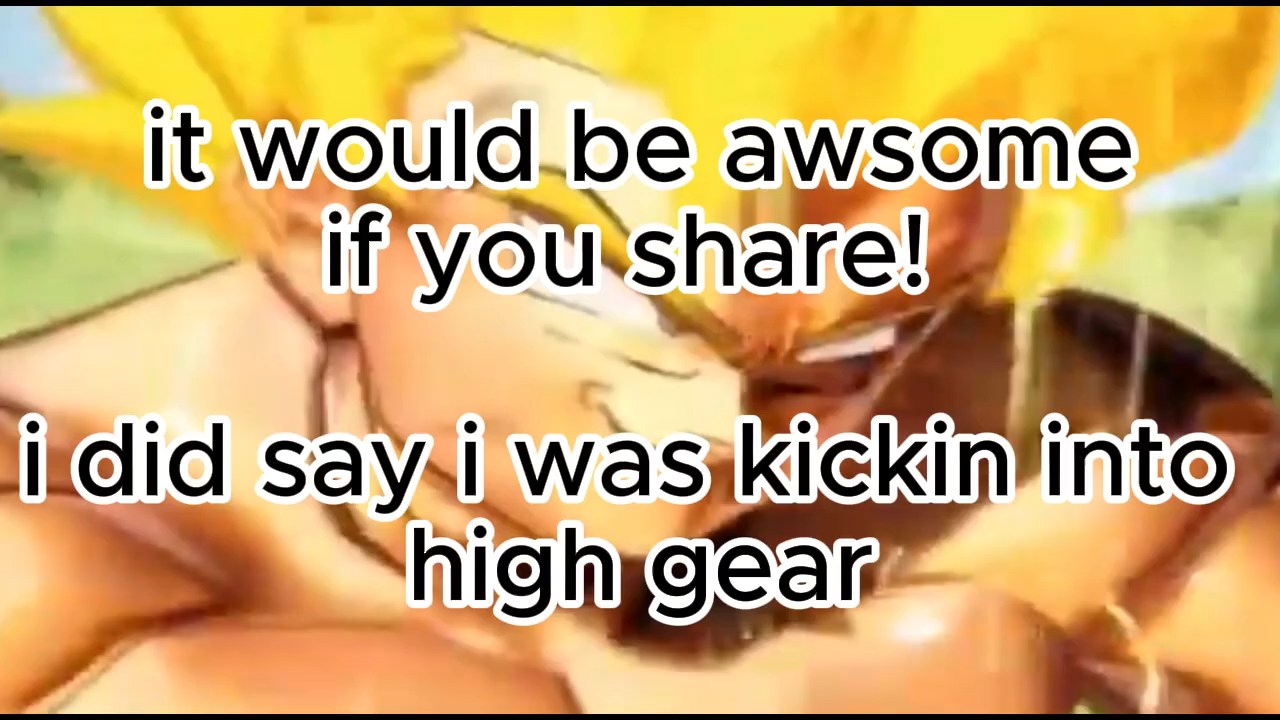 it would be awsome
if you share!
i did say i was kickin into
high gear